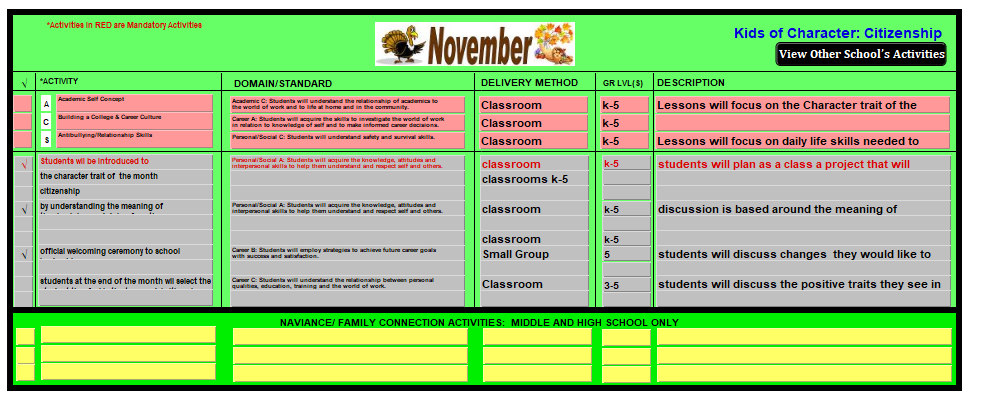 *Activities in RED are Mandatory Activities
November
Kids of Character: Citizenship
View Other School's Activities
√ *ACTIVITY DOMAIN/STANDARD DELIVERY METHOD GR LVL(S) DESCRIPTION
A Academic Self Concept Academic C: Students will understand the relationship of academics to
the world of work and to life at home and in the community. Classroom k-5 Lessons will focus on the Character trait of the
C Building a College & Career Culture Career A: Students will acquire the skills to investigate the world of work
in relation to knowledge of self and to make informed career decisions. Classroom k-5
S Antibullying/Relationship Skills Personal/Social C: Students will understand safety and survival skills. Classroom k-5 Lessons will focus on daily life skills needed to
√ Students will be introduced to Personal/Social A: Students will acquire the knowledge, attitudes and
interpersonal skills to help them understand and respect self and others. classroom k-5 students will plan as a class a project that will
the character trait of the month classrooms k-5
citizenship
√ by understanding the meaning of Personal/Social A: Students will acquire the knowledge, attitudes and
interpersonal skills to help them understand and respect self and others. classroom k-5 discussion is based around the meaning of
classroom k-5
√ official welcoming ceremony to school Career B: Students will employ strategies to achieve future career goals
with success and satisfaction. Small Group 5 students will discuss changes they would like to
students at the end of the month wil select the Career C: Students will understand the relationship between personal
qualities, education, training and the world of work. Classroom 3-5 students will discuss the positive traits they see in
NAVIANCE/ FAMILY CONNECTION ACTIVITIES: MIDDLE AND HIGH SCHOOL ONLY